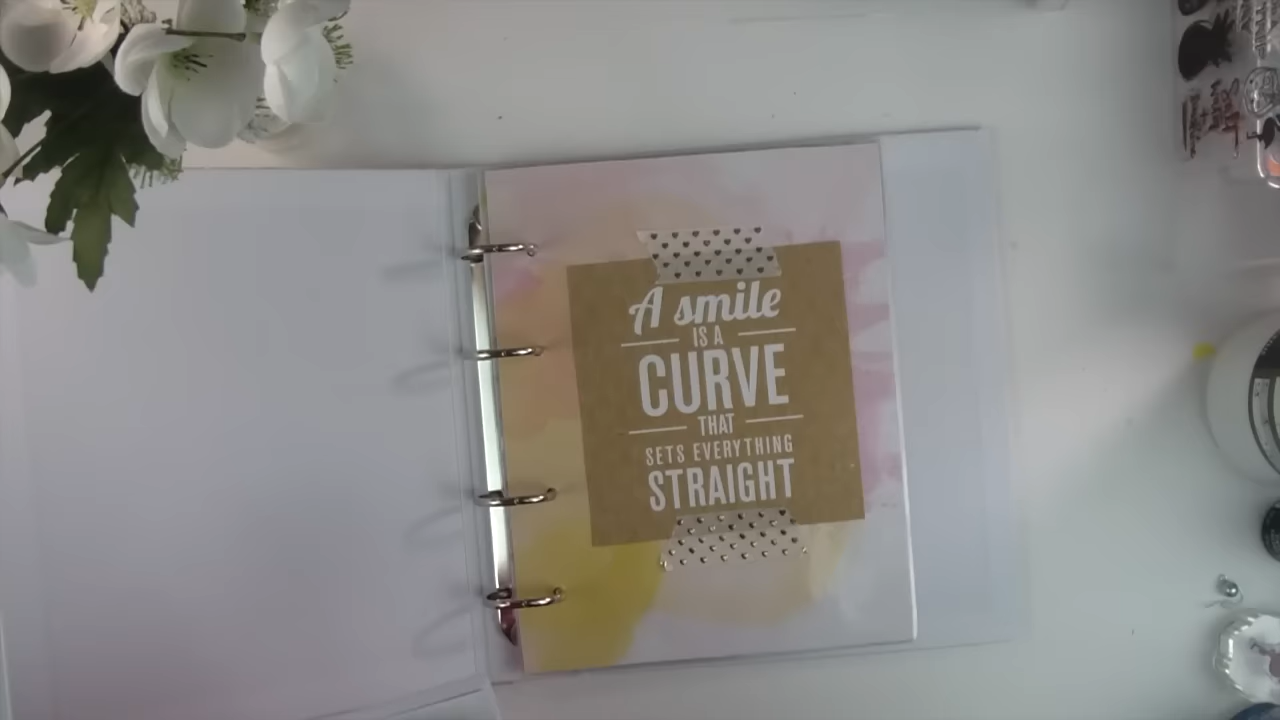 A smile
IS A
CURVE
THAT
SETS EVERYTHING
STRAIGHT